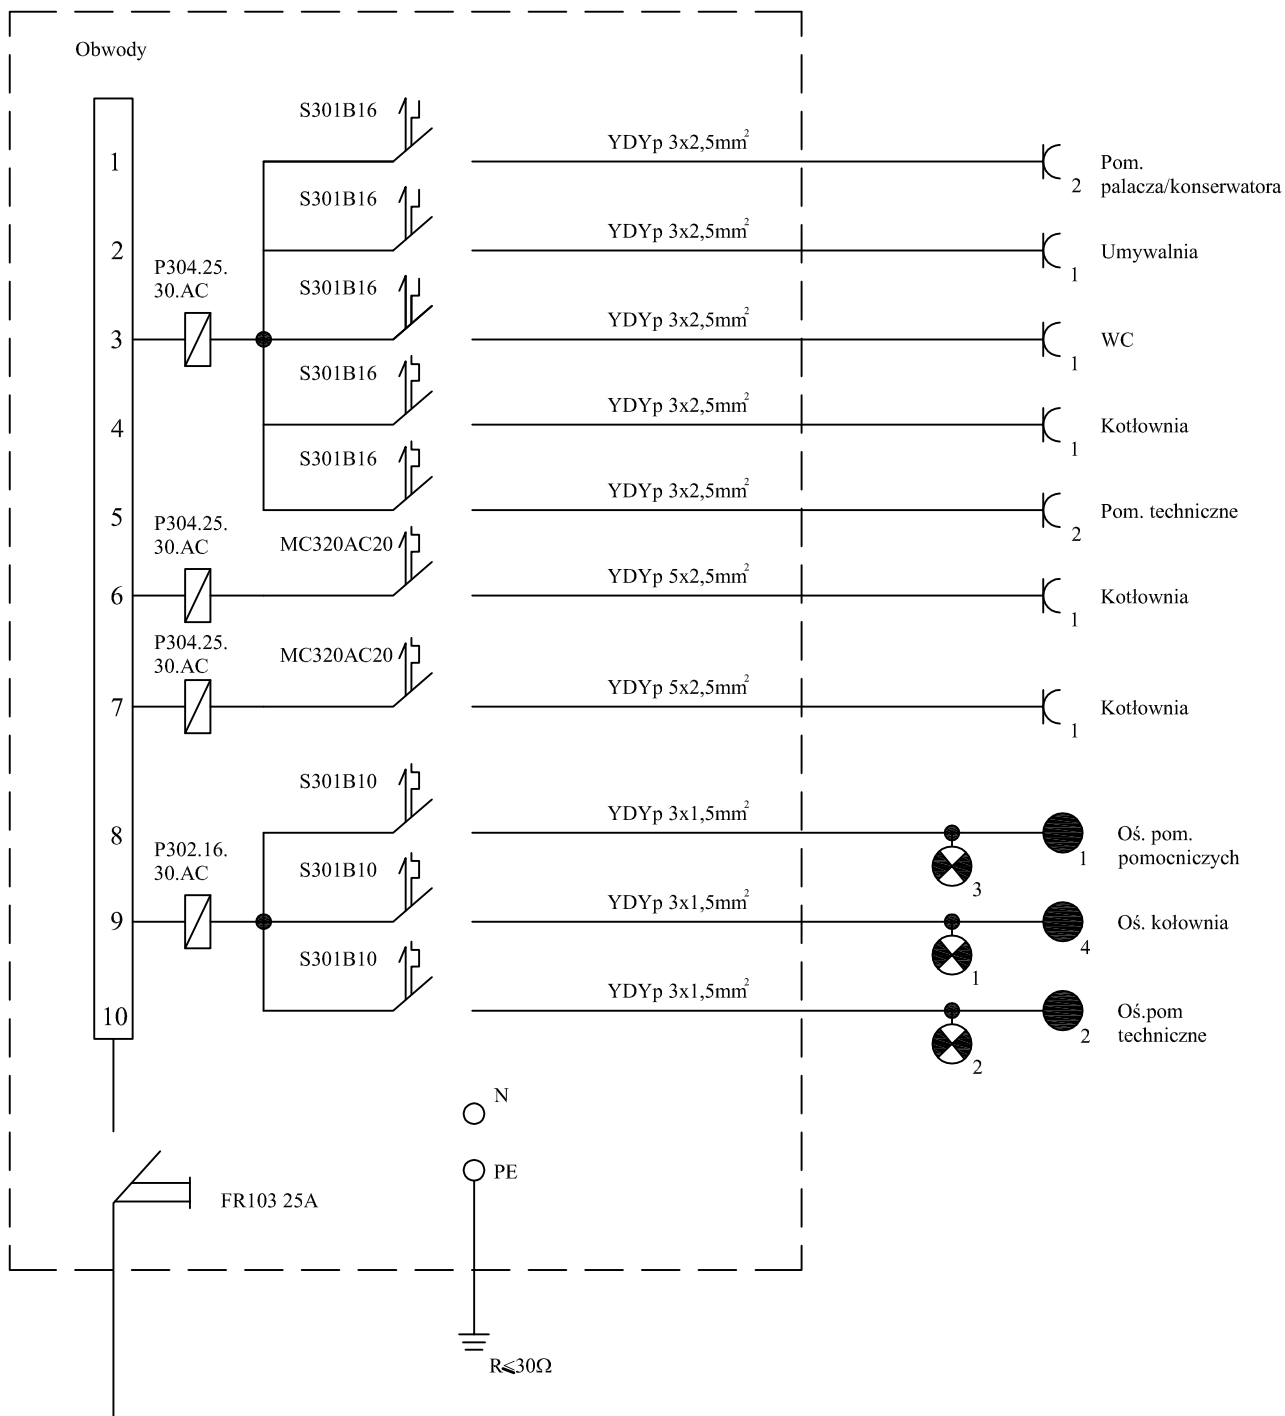 Obwody
S301B16
1
YDYp 3x2,5mm²
2
Pom.
palacza/konserwatora
S301B16
2
YDYp 3x2,5mm²
1
Umywalnia
P304.25.
30.AC
S301B16
3
YDYp 3x2,5mm²
1
WC
S301B16
4
YDYp 3x2,5mm²
1
Kotłownia
S301B16
5
YDYp 3x2,5mm²
2
Pom. techniczne
P304.25.
30.AC
MC320AC20
6
YDYp 5x2,5mm²
1
Kotłownia
P304.25.
30.AC
MC320AC20
7
YDYp 5x2,5mm²
1
Kotłownia
S301B10
8
YDYp 3x1,5mm²
3
1
Oś. pom.
pomocniczych
P302.16.
30.AC
S301B10
9
YDYp 3x1,5mm²
1
4
Oś. kołownia
S301B10
10
YDYp 3x1,5mm²
2
2
Oś.pom
techniczne
N
PE
FR103 25A
R⩽30Ω